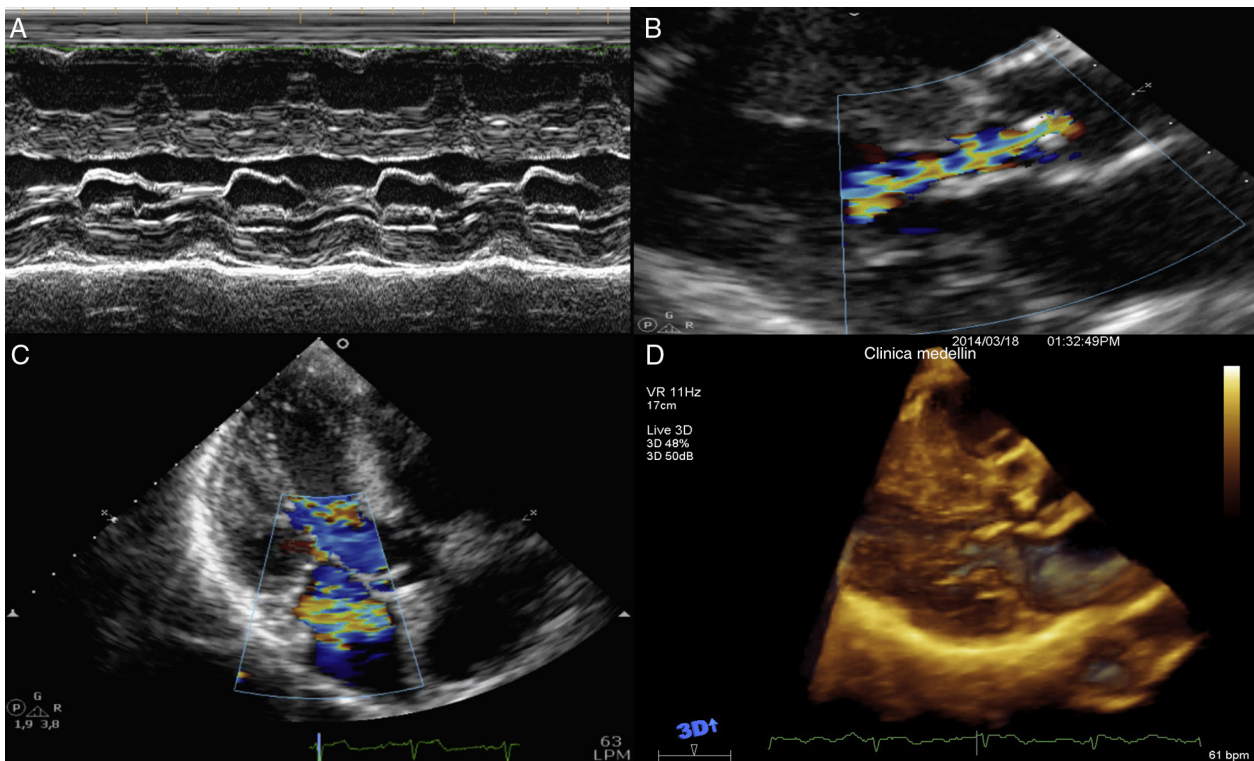 A
B
P G R
C
P G R
1,9 3,8
63
LPM
2014/03/18 01:32:49PM
D
Clinica medellin
VR 11Hz
17cm
Live 3D
3D 48%
3D 50dB
3D
61 bpm